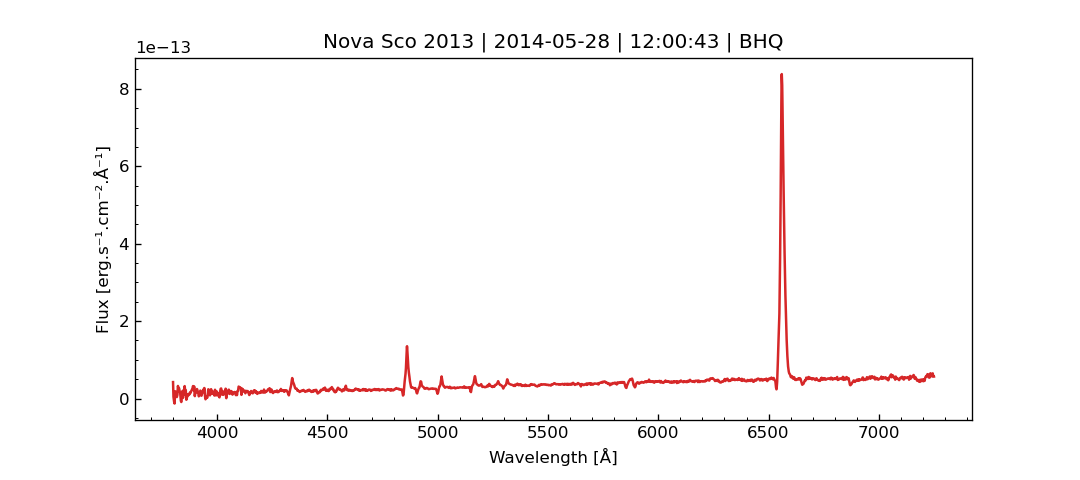 Nova Sco 2013 | 2014-05-28 | 12:00:43 | BHQ
1e−13
8
6
4
2
0
Flux [erg.s⁻¹.cm⁻².Å⁻¹]
4000 4500 5000 5500 6000 6500 7000
Wavelength [Å]